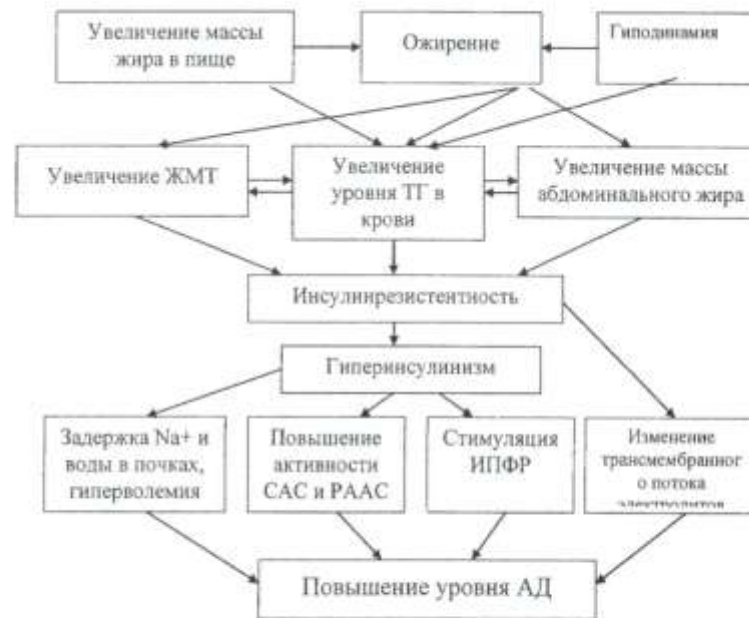 Увеличение массы
жира в пище
Ожирение
Гиподинамия
Увеличение ЖМТ
Увеличение
уровня ТГ в
крови
Увеличение массы
абдоминального жира
Инсулинрезистентность
Гиперинсулинизм
Задержка Na+ и
воды в почках,
гиперволемия
Повышение
активности
САС и РААС
Стимуляция
ИПФР
Изменение
трансмембранног
о потока
электролитов
Повышение уровня АД